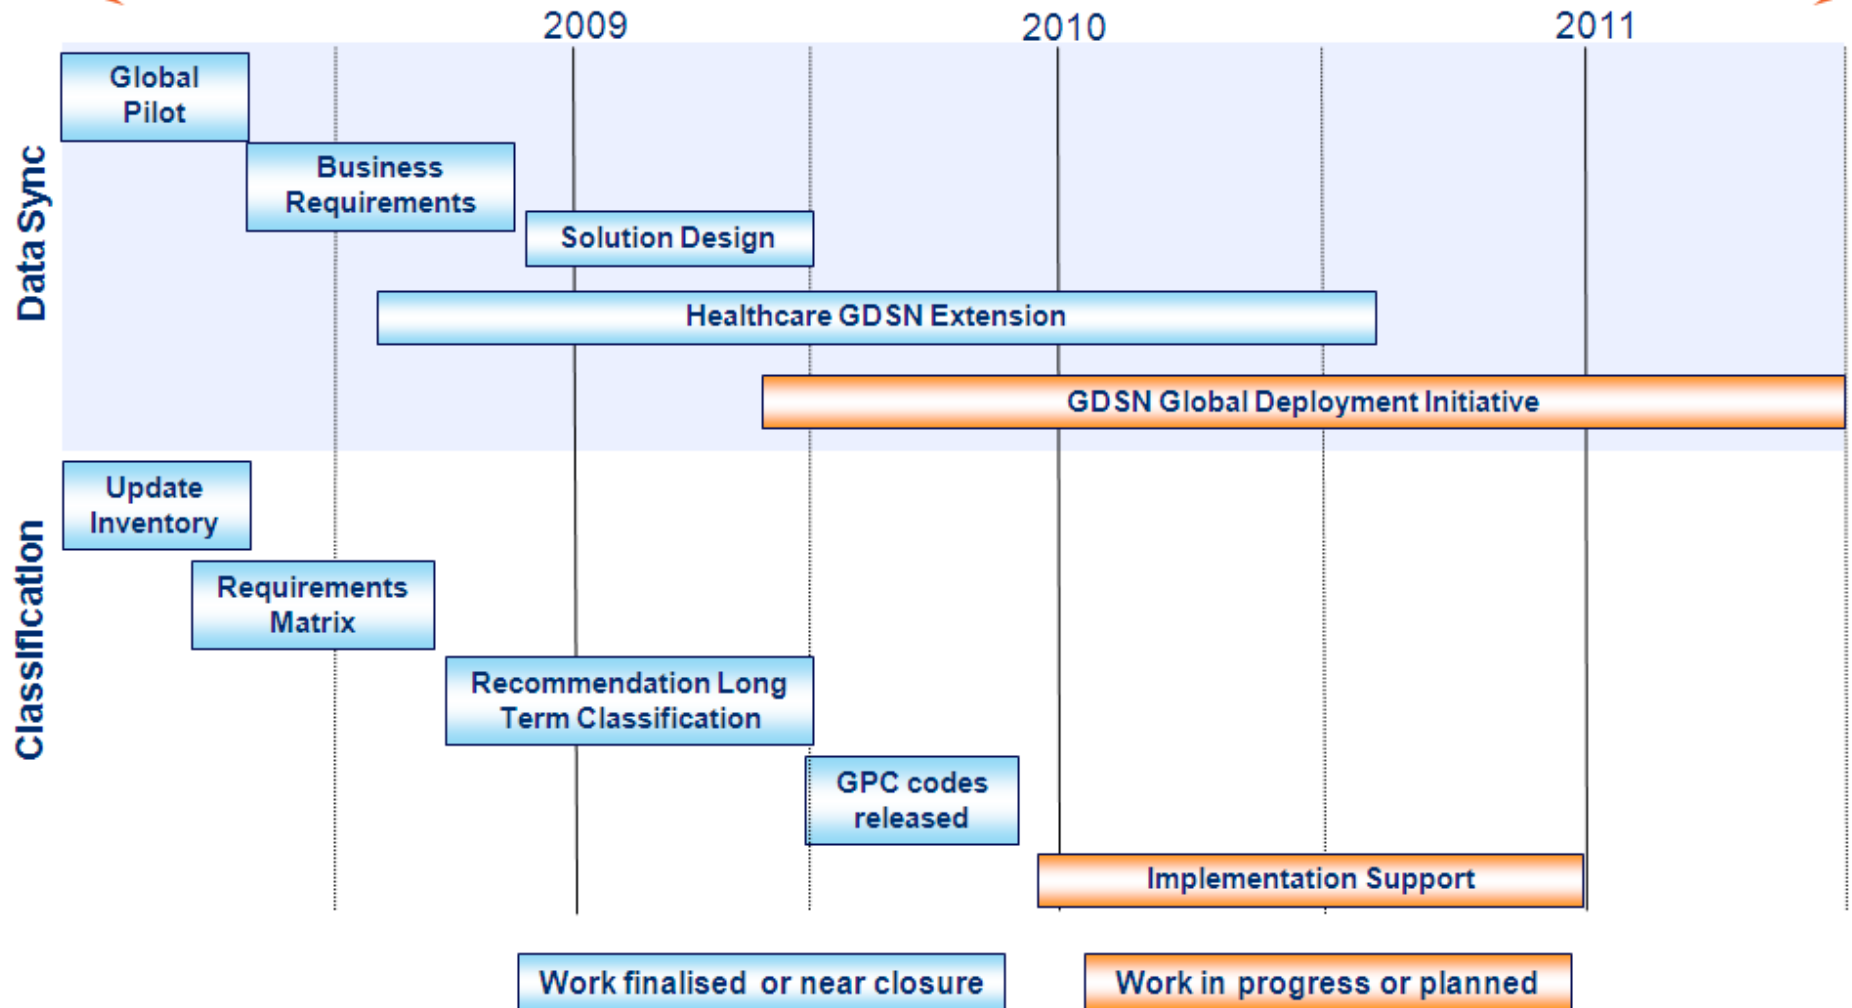 2009
2010
2011
Data Sync
Global
Pilot
Business
Requirements
Solution Design
Healthcare GDSN Extension
GDSN Global Deployment Initiative
Classification
Update
Inventory
Requirements
Matrix
Recommendation Long
Term Classification
GPC codes
released
Implementation Support
Work finalised or near closure
Work in progress or planned